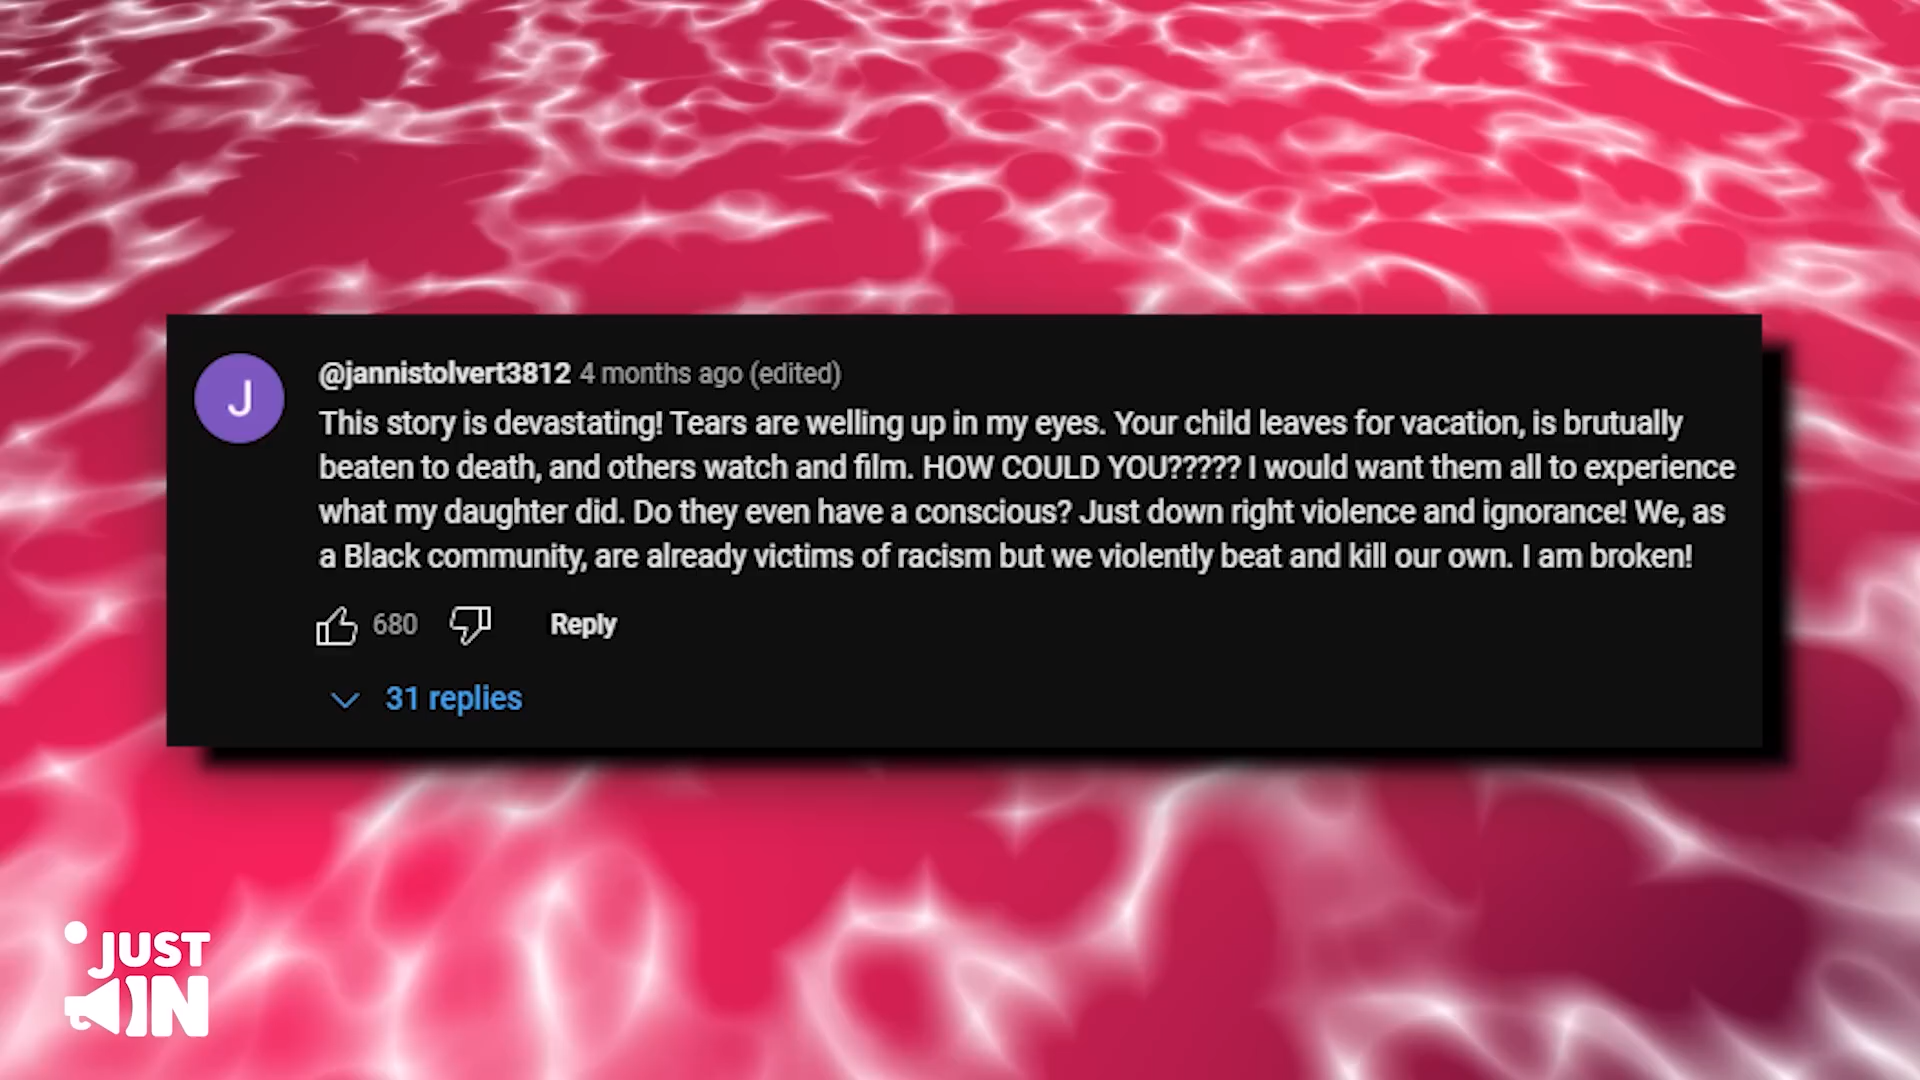 @jannistolvert3812 4 months ago (edited)
This story is devastating! Tears are welling up in my eyes. Your child leaves for vacation, is brutually
beaten to death, and others watch and film. HOW COULD YOU????? I would want them all to experience
what my daughter did. Do they even have a conscious? Just down right violence and ignorance! We, as
a Black community, are already victims of racism but we violently beat and kill our own. I am broken!
680 Reply
31 replies
J
JUST
IN